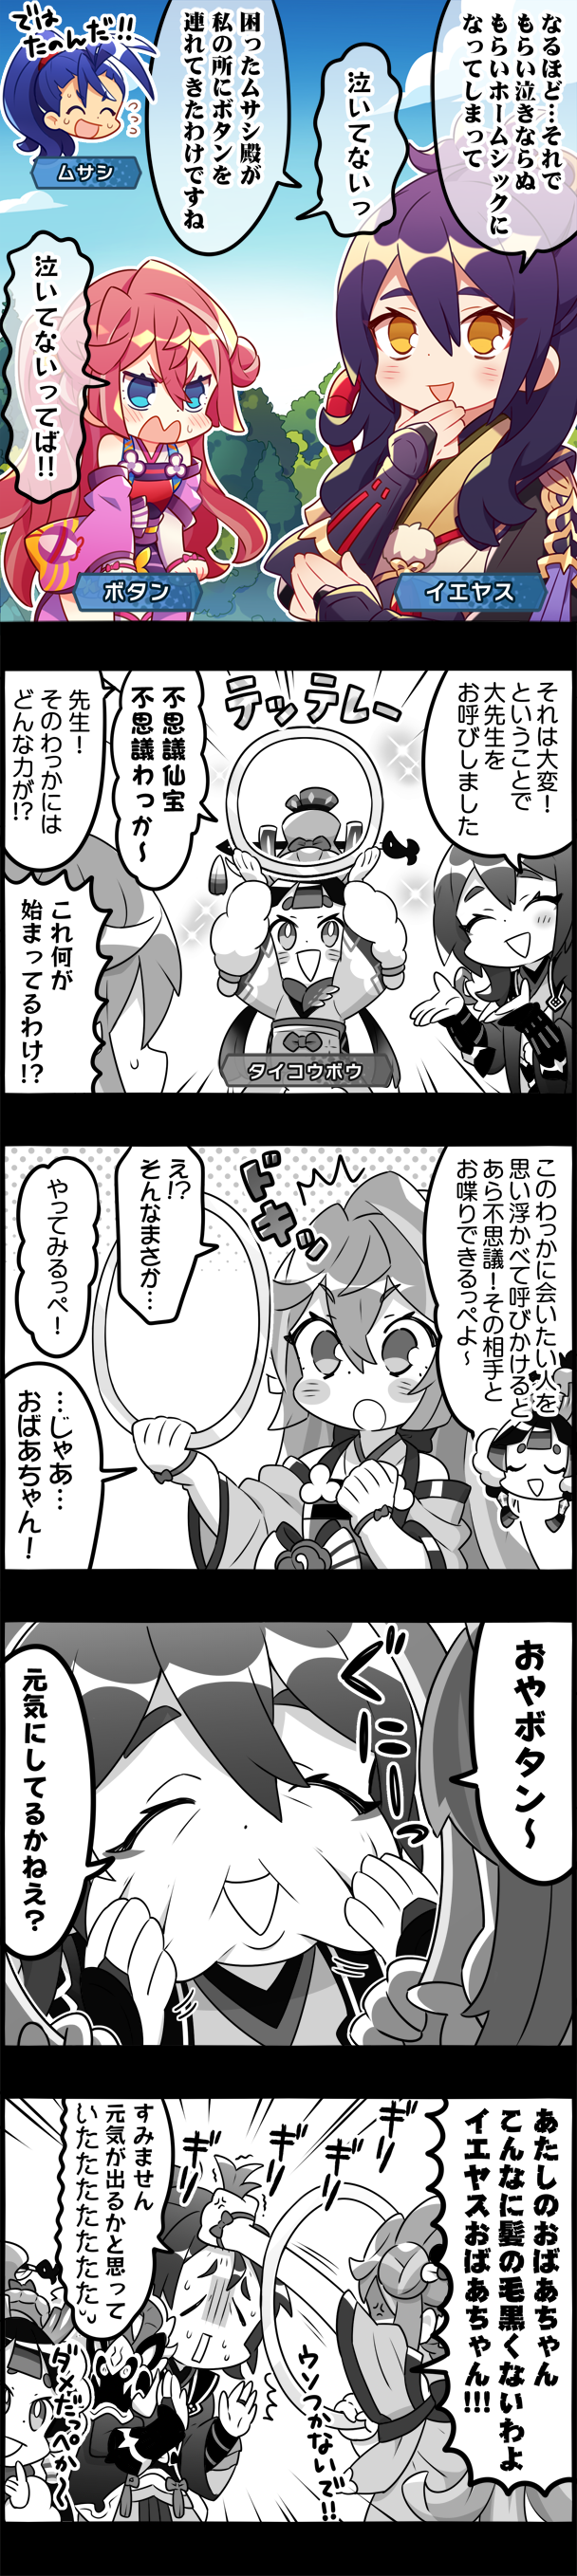 なるほど…それで
もらい泣きならぬ
もらいホームシックに
なってしまって
泣いてないっ
困ったムサシ殿が
私の所にボタンを
連れてきたわけですね
では
たのんだ!!
ムサシ
泣いてないってば!!
ボタン
イエヤス
それは大変!
ということで
大先生を
お呼びしました
テッテレー
不思議仙宝
不思議わっか～
先生!
そのわっかには
どんな力が!?
これ何が
始まってるわけ!?
タイコウボウ
このわっかに会いたい人を
思い浮かべて呼びかけると
あら不思議!その相手と
お喋りできるっぺよ～
ドキッ
え!?
そんなまさか…
やってみるっぺ!
…じゃあ…
おばあちゃん!
おやボタン～
ぐにーっ
元気にしてるかねえ?
あたしのおばあちゃん
こんなに髪の毛黒くないわよ
イエヤスおばあちゃん!!!
ギリ
ギリ
ギリ
ギリ
すみません
元気が出るかと思って
いたたたたたたたたっ
ウソつかないで!!
ダメだっぺか～